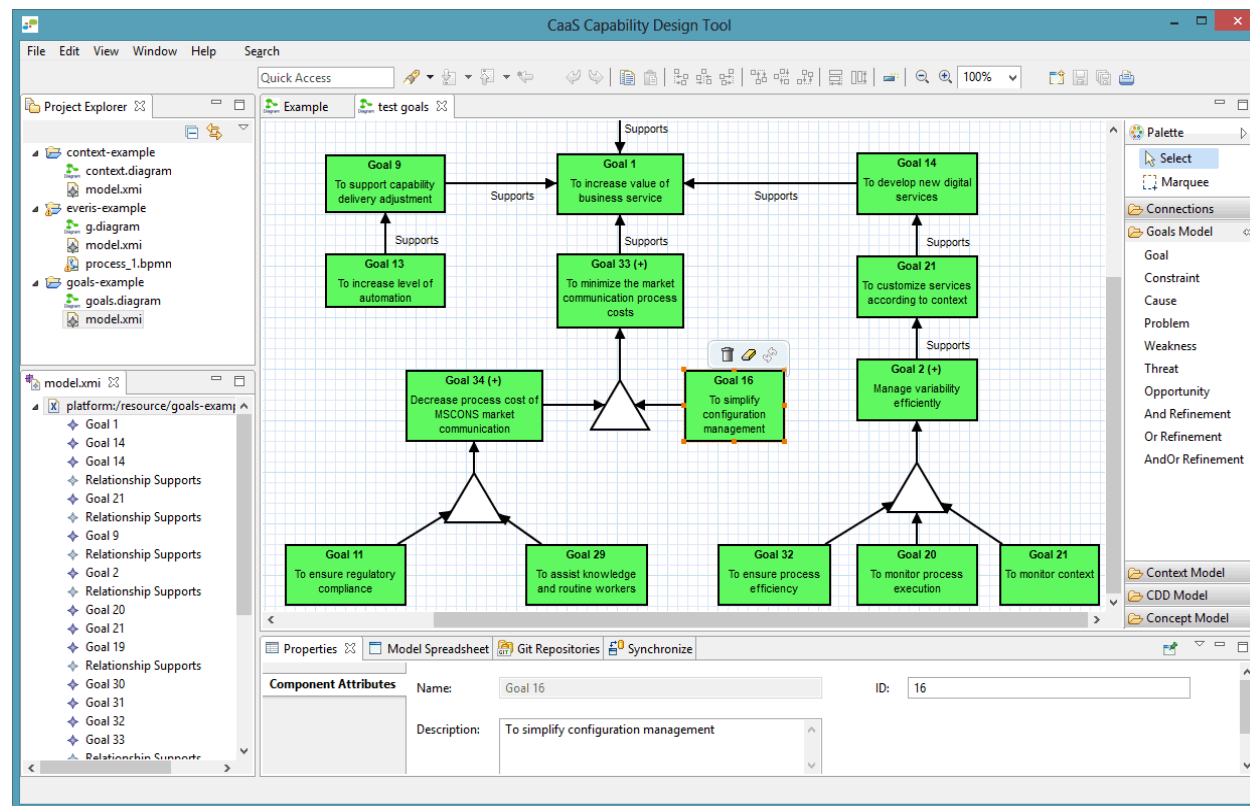 CaaS Capability Design Tool
File Edit View Window Help Search
Quick Access
100%
Project Explorer
context-example
context.diagram
model.xmi
everis-example
g.diagram
model.xmi
process_1.bpmn
goals-example
goals.diagram
model.xmi
model.xmi
platform:/resource/goals-examp
Goal 1
Goal 14
Goal 14
Relationship Supports
Goal 21
Relationship Supports
Goal 9
Relationship Supports
Goal 2
Relationship Supports
Goal 20
Goal 21
Goal 19
Relationship Supports
Goal 30
Goal 31
Goal 32
Goal 33
Relationship Supports
Example
test goals
Supports
Goal 9
To support capability
delivery adjustment
Supports
Goal 1
To increase value of
business service
Supports
Goal 14
To develop new digital
services
Supports
Supports
Supports
Goal 13
To increase level of
automation
Goal 33 (+)
To minimize the market
communication process
costs
Goal 21
To customize services
according to context
Supports
Goal 34 (+)
Decrease process cost of
MSCONS market
communication
Goal 16
To simplify
configuration
management
Goal 2 (+)
Manage variability
efficiently
Goal 11
To ensure regulatory
compliance
Goal 29
To assist knowledge
and routine workers
Goal 32
To ensure process
efficiency
Goal 20
To monitor process
execution
Goal 21
To monitor context
Palette
Select
Marquee
Connections
Goals Model
Goal
Constraint
Cause
Problem
Weakness
Threat
Opportunity
And Refinement
Or Refinement
AndOr Refinement
Context Model
CDD Model
Concept Model
Properties
Model Spreadsheet
Git Repositories
Synchronize
Component Attributes
Name:
Goal 16
ID:
16
Description:
To simplify configuration management